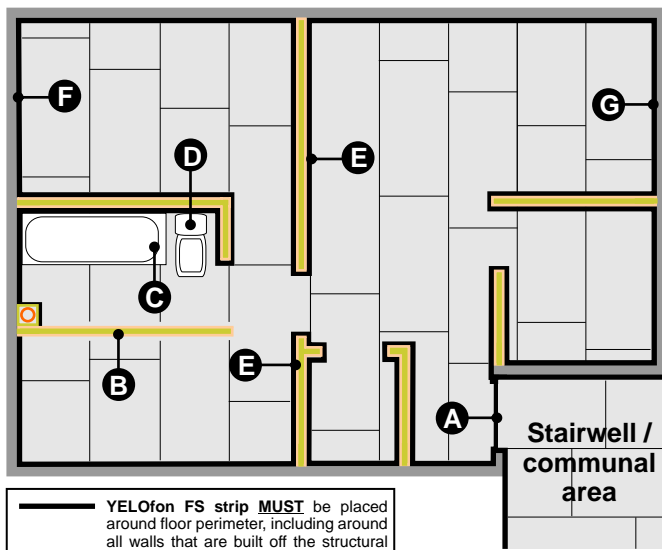 F
G
D
E
C
B
E
A
Stairwell /
communal
area
YELOfon FS strip MUST be placed
around floor perimeter, including around
all walls that are built off the structural